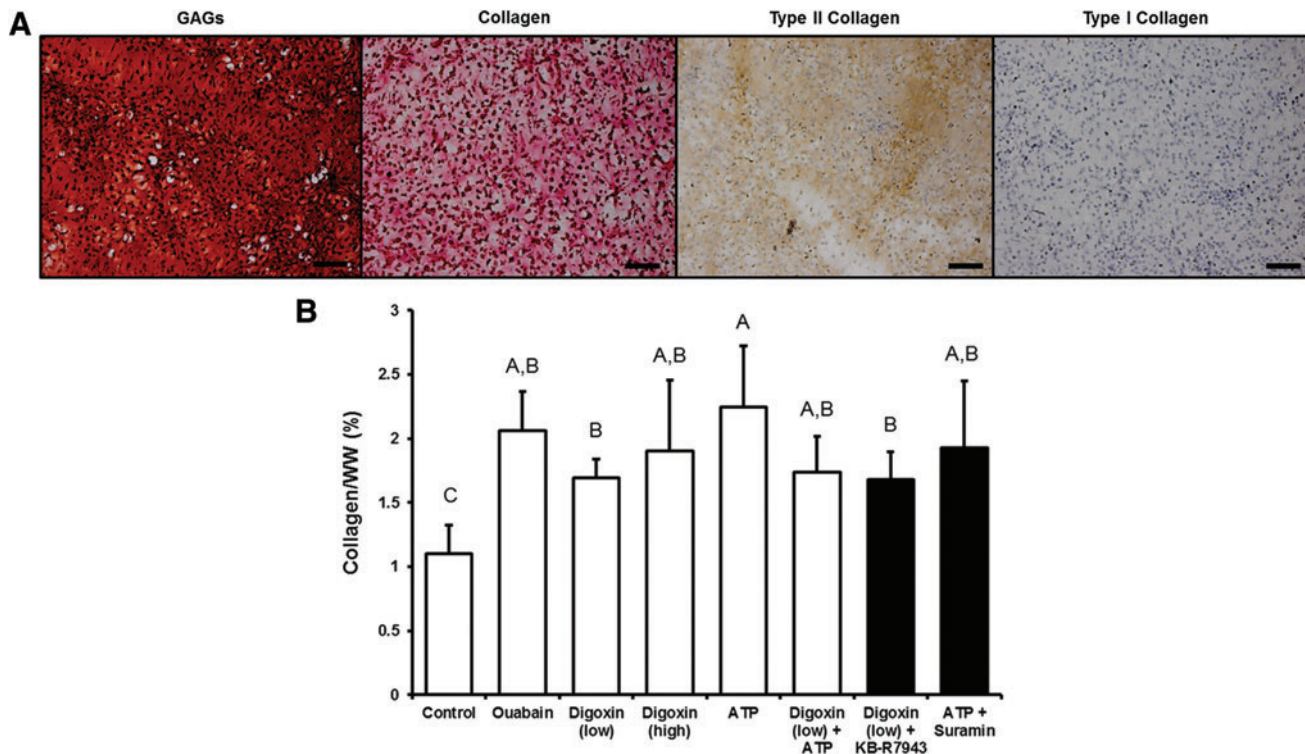 A
GAGs
Collagen
Type II Collagen
Type I Collagen
B
Collagen/WW (%)
3
2.5
2
1.5
1
0.5
0
C
A,B
B
A,B
A
A,B
B
A,B
Control
Ouabain
Digoxin
(low)
Digoxin
(high)
ATP
Digoxin
(low) +
ATP
Digoxin
(low) +
KB-R7943
ATP +
Suramin